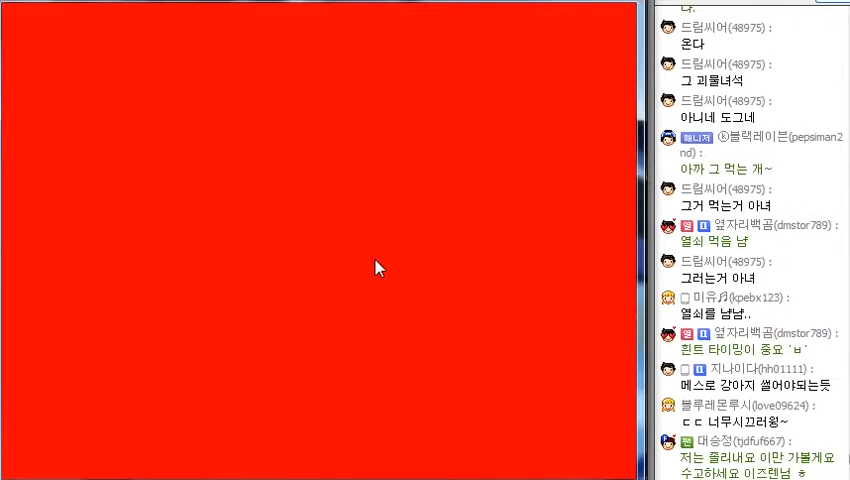 다.
드럼씨어(48975) :
온다
드럼씨어(48975) :
그 괴물녀석
드럼씨어(48975) :
아니네 도그네
매니저 ⓚ블랙레이븐(pepsiman2
nd) :
아까 그 먹는 개~
드럼씨어(48975) :
그거 먹는거 아녀
열 옆자리백곰(dmstor789) :
열쇠 먹음 냠
드럼씨어(48975) :
그러는거 아녀
미유♬(kpebx123) :
열쇠를 냠냠..
열 옆자리백곰(dmstor789) :
흰트 타이밍이 중요 'ㅂ'
지나이다(hh01111) :
메스로 강아지 썰어야되는듯
블루레몬루시(love09624) :
ㄷㄷ 너무시끄러웡~
팬 대승정(tjdfuf667) :
저는 졸리내요 이만 가볼게요
수고하세요 이즈렌님 ㅎ